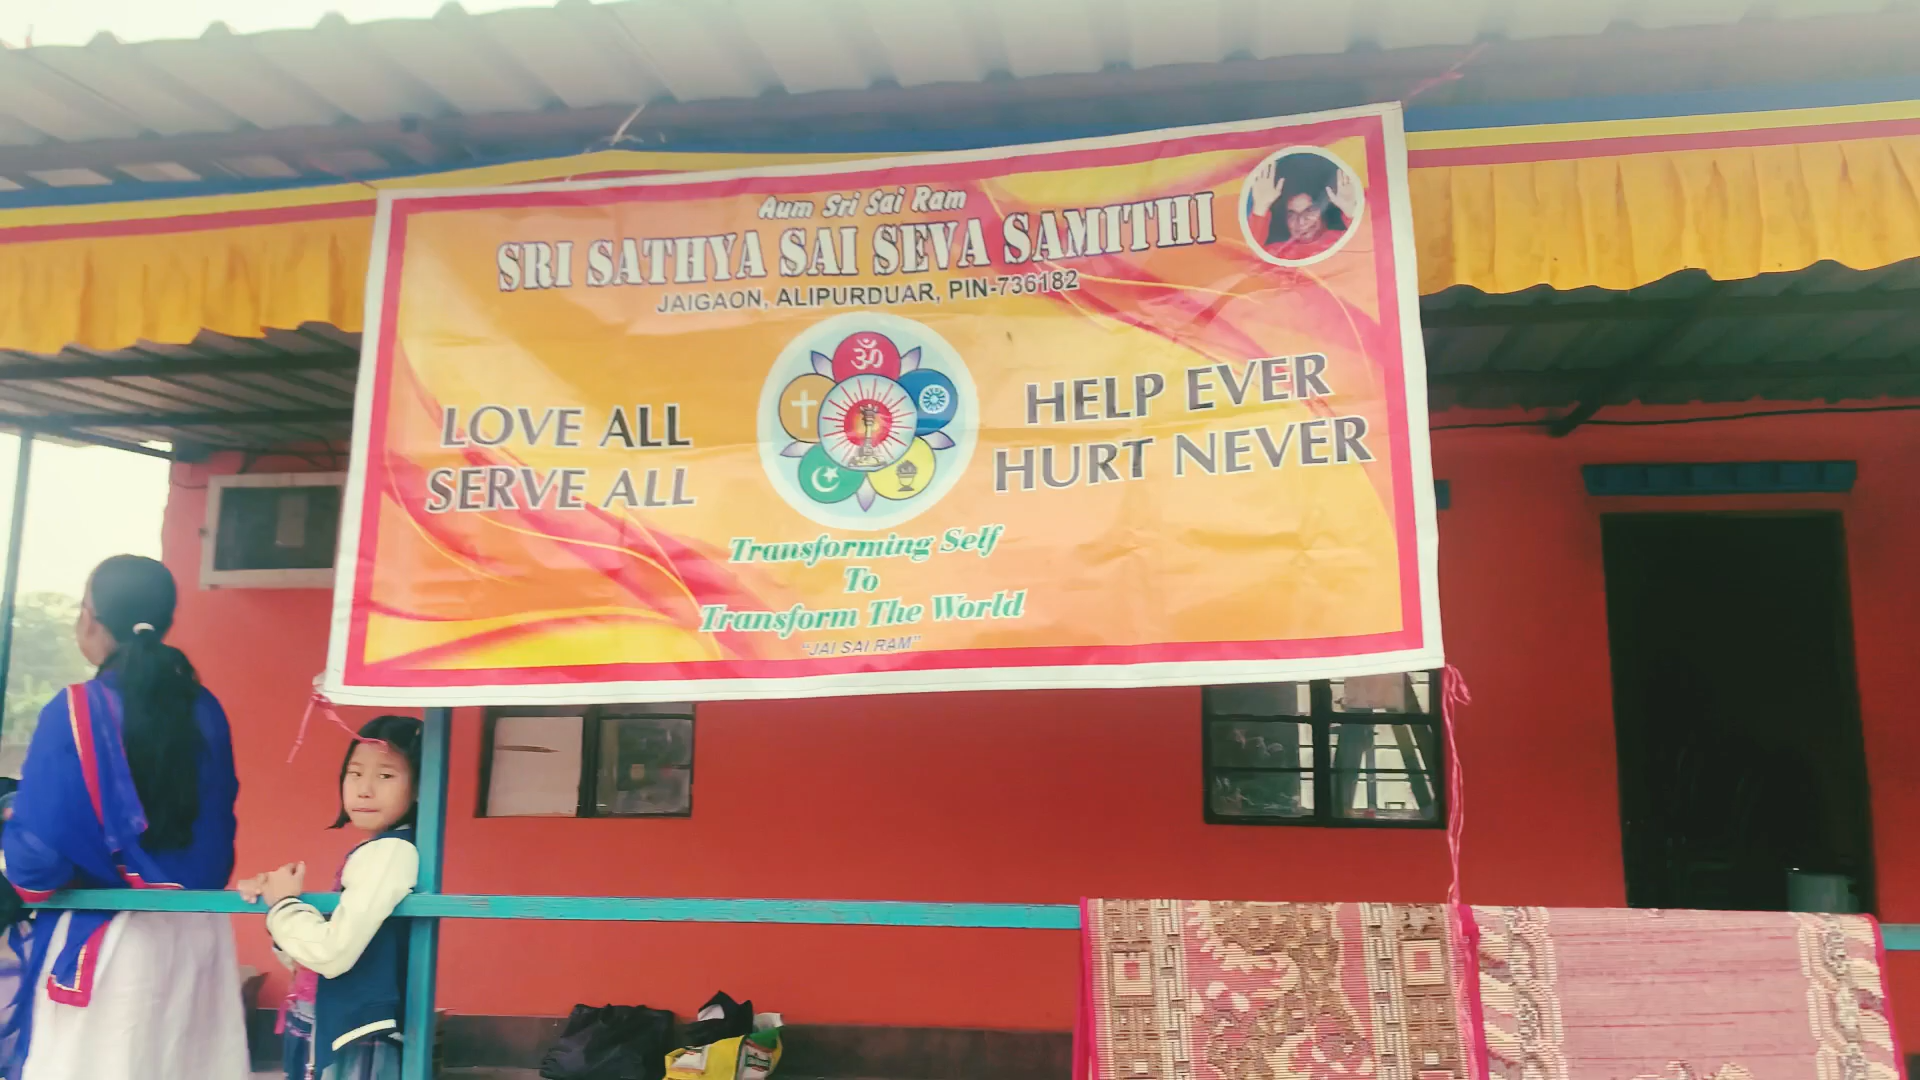 Aum Sri Sai Ram
SRI SATHYA SAI SEVA SAMITHI
JAIGAON, ALIPURDUAR, PIN-736182
ॐ
LOVE ALL
SERVE ALL
HELP EVER
HURT NEVER
Transforming Self
To
Transform The World
"JAI SAI RAM"